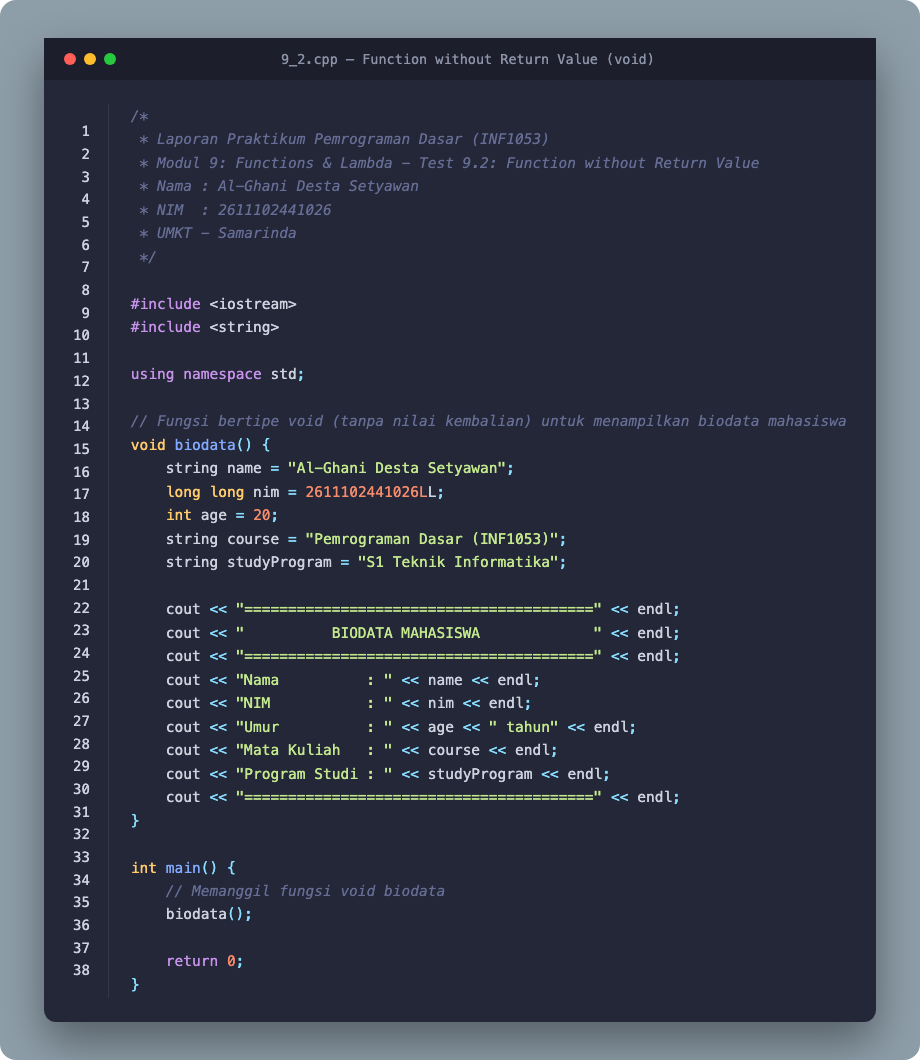 9_2.cpp — Function without Return Value (void)
1 /*
2  * Laporan Praktikum Pemrograman Dasar (INF1053)
3  * Modul 9: Functions & Lambda - Test 9.2: Function without Return Value
4  * Nama : Al-Ghani Desta Setyawan
5  * NIM  : 2611102441026
6  * UMKT - Samarinda
7  */
8
9 #include <iostream>
10 #include <string>
11
12 using namespace std;
13
14 // Fungsi bertipe void (tanpa nilai kembalian) untuk menampilkan biodata mahasiswa
15 void biodata() {
16     string name = "Al-Ghani Desta Setyawan";
17     long long nim = 2611102441026LL;
18     int age = 20;
19     string course = "Pemrograman Dasar (INF1053)";
20     string studyProgram = "S1 Teknik Informatika";
21
22     cout << "========================================" << endl;
23     cout << "          BIODATA MAHASISWA             " << endl;
24     cout << "========================================" << endl;
25     cout << "Nama          : " << name << endl;
26     cout << "NIM           : " << nim << endl;
27     cout << "Umur          : " << age << " tahun" << endl;
28     cout << "Mata Kuliah   : " << course << endl;
29     cout << "Program Studi : " << studyProgram << endl;
30     cout << "========================================" << endl;
31 }
32
33 int main() {
34     // Memanggil fungsi void biodata
35     biodata();
36
37     return 0;
38 }